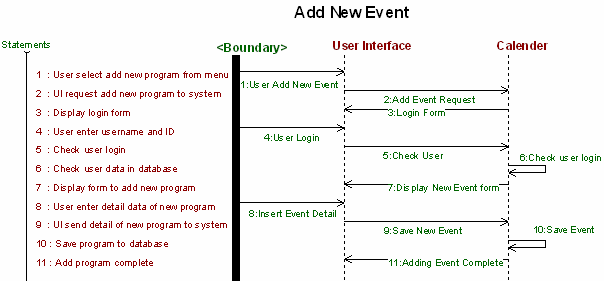 Add New Event
Statements
<Boundary>
User Interface
Calender
1 : User select add new program from menu
2 : UI request add new program to system
3 : Display login form
4 : User enter username and ID
5 : Check user login
6 : Check user data in database
7 : Display form to add new program
8 : User enter detail data of new program
9 : UI send detail of new program to system
10 : Save program to database
11 : Add program complete
1:User Add New Event
2:Add Event Request
3:Login Form
4:User Login
5:Check User
6:Check user login
7:Display New Event form
8:Insert Event Detail
9:Save New Event
10:Save Event
11:Adding Event Complete